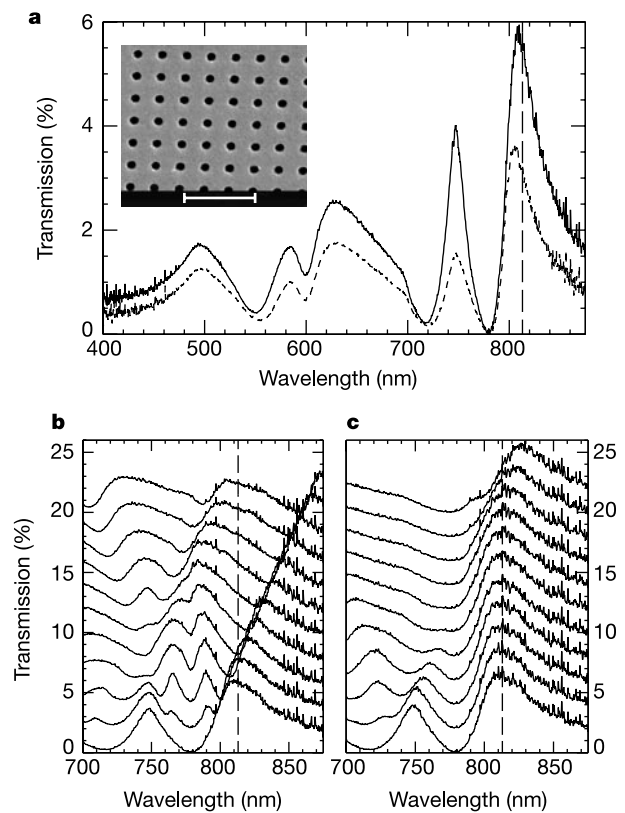 a
6
4
2
0
Transmission (%)
400 500 600 700 800
Wavelength (nm)
b c
25 25
20 20
15 15
10 10
5 5
0 0
Transmission (%)
700 750 800 850 700 750 800 850
Wavelength (nm) Wavelength (nm)